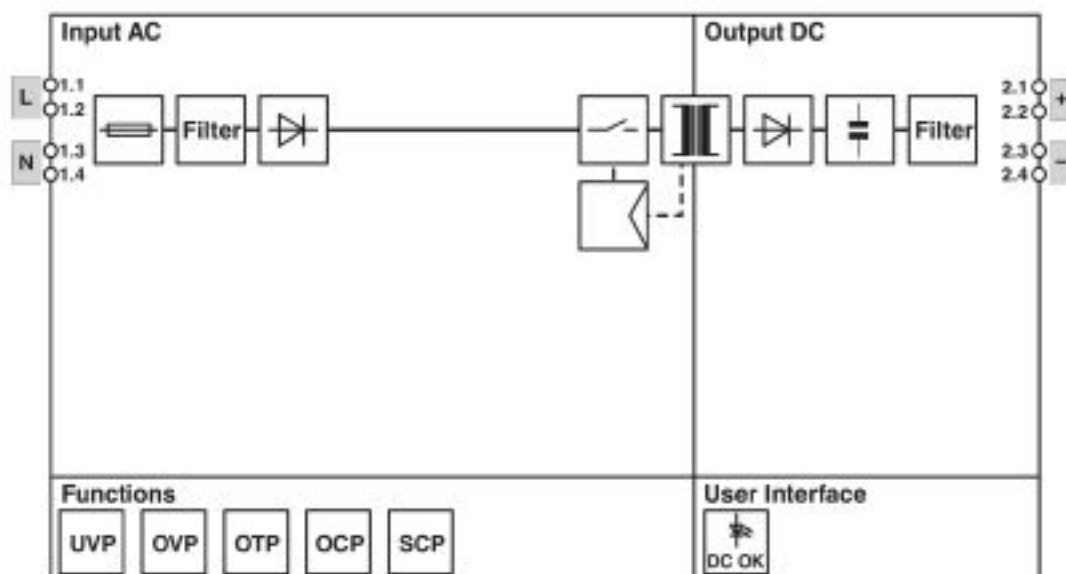 Input AC
Output DC
L
1.1
1.2
N
1.3
1.4
Filter
Filter
2.1
2.2
+
2.3
2.4
–
Functions
UVP
OVP
OTP
OCP
SCP
User Interface
DC OK